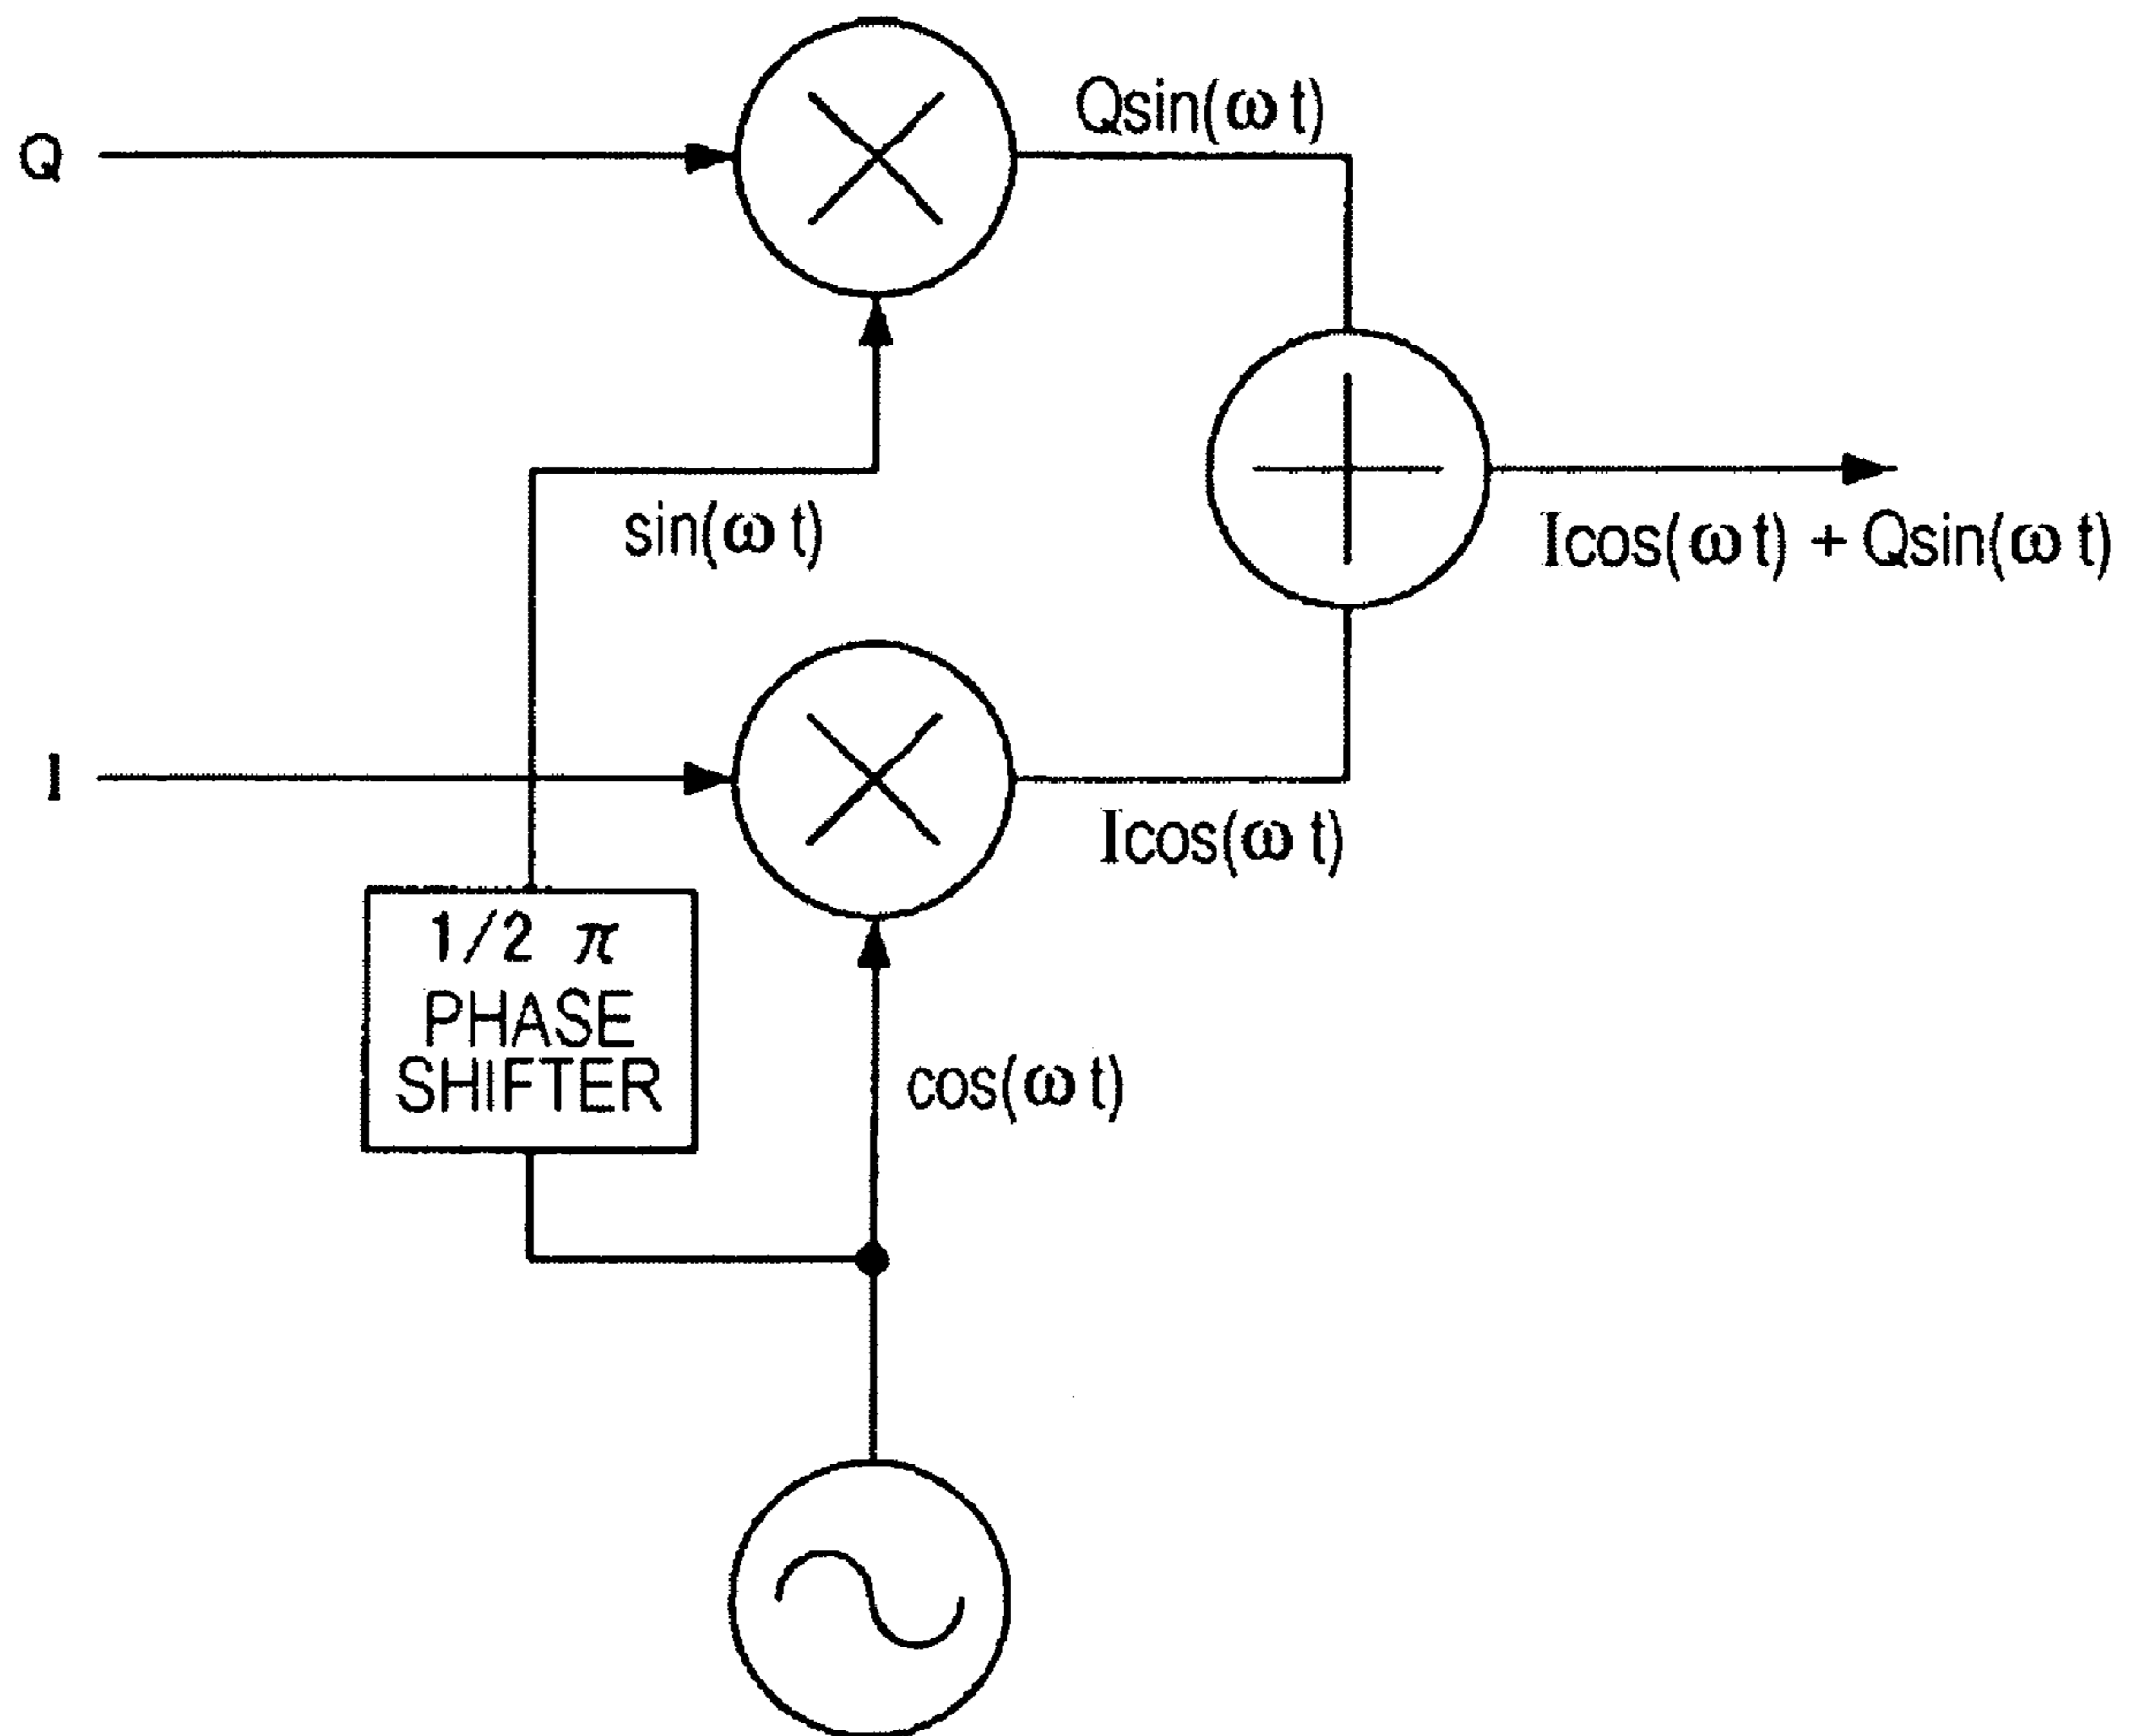 Qsin(ω t)
Q
sin(ω t)
Icos(ω t) + Qsin(ω t)
I
Icos(ω t)
1/2 π
PHASE
SHIFTER
cos(ω t)